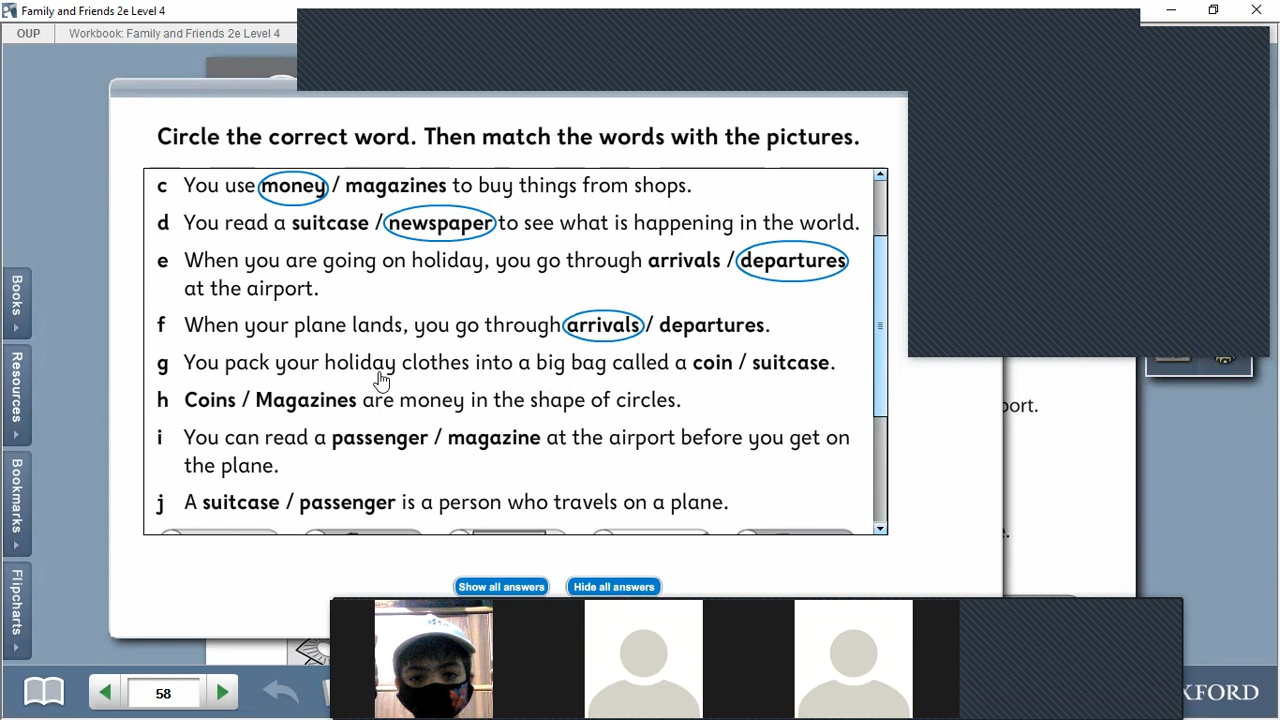 Family and Friends 2e Level 4
OUP
Workbook: Family and Friends 2e Level 4
Circle the correct word. Then match the words with the pictures.
c You use money / magazines to buy things from shops.
d You read a suitcase / newspaper to see what is happening in the world.
e When you are going on holiday, you go through arrivals / departures
at the airport.
f When your plane lands, you go through arrivals / departures.
g You pack your holiday clothes into a big bag called a coin / suitcase.
h Coins / Magazines are money in the shape of circles.
i You can read a passenger / magazine at the airport before you get on
the plane.
j A suitcase / passenger is a person who travels on a plane.
Show all answers
Hide all answers
Books
Resources
Bookmarks
Flipcharts
58